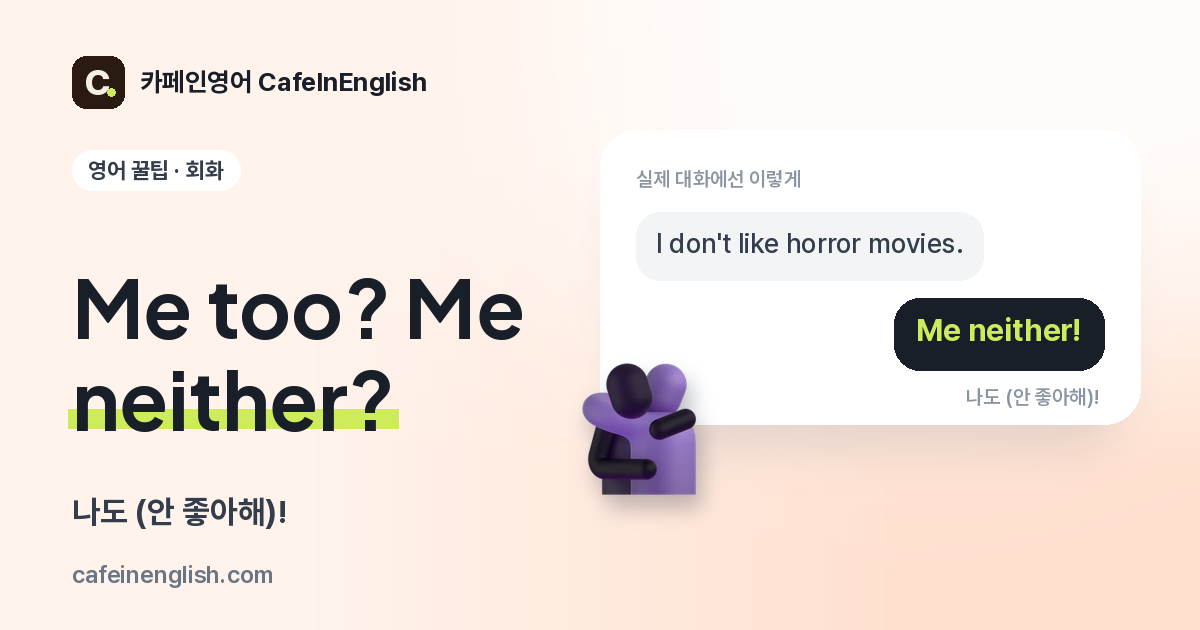 C
카페인영어 CafeInEnglish
영어 꿀팁 · 회화
Me too? Me
neither?
나도 (안 좋아해)!
cafeinenglish.com
실제 대화에선 이렇게
I don't like horror movies.
Me neither!
나도 (안 좋아해)!